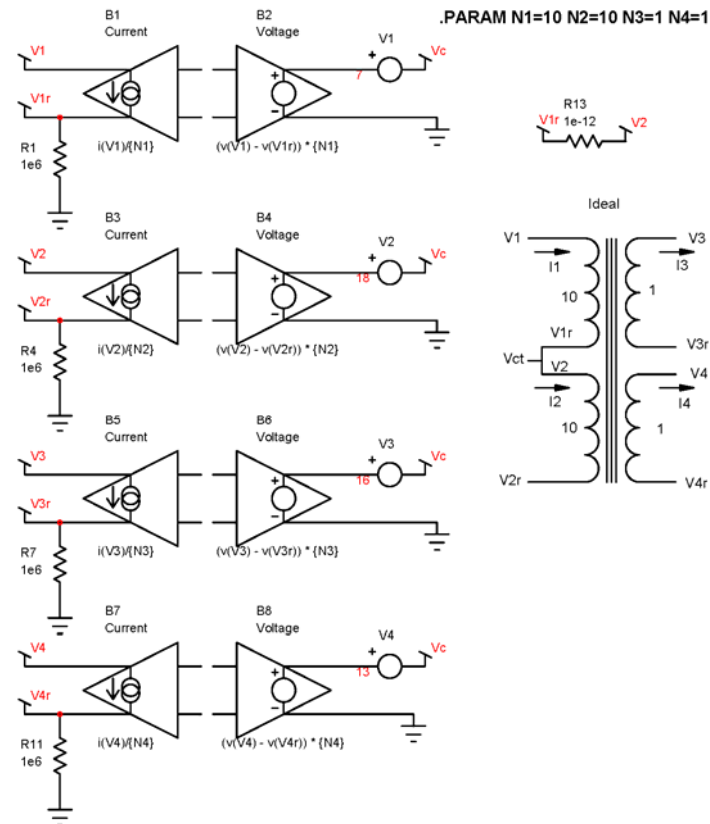 .PARAM N1=10 N2=10 N3=1 N4=1
B1
Current
B2
Voltage
V1
V1
Vc
7
V1r
R1
1e6
i(V1)/{N1}
(v(V1) - v(V1r)) * {N1}
R13
1e-12
V1r
V2
B3
Current
B4
Voltage
V2
V2
Vc
18
V2r
R4
1e6
i(V2)/{N2}
(v(V2) - v(V2r)) * {N2}
Ideal
V1
V3
I1
I3
10
1
V1r
V3r
Vct
V2
V4
I2
I4
10
1
V2r
V4r
B5
Current
B6
Voltage
V3
V3
Vc
16
V3r
R7
1e6
i(V3)/{N3}
(v(V3) - v(V3r)) * {N3}
B7
Current
B8
Voltage
V4
V4
Vc
13
V4r
R11
1e6
i(V4)/{N4}
(v(V4) - v(V4r)) * {N4}